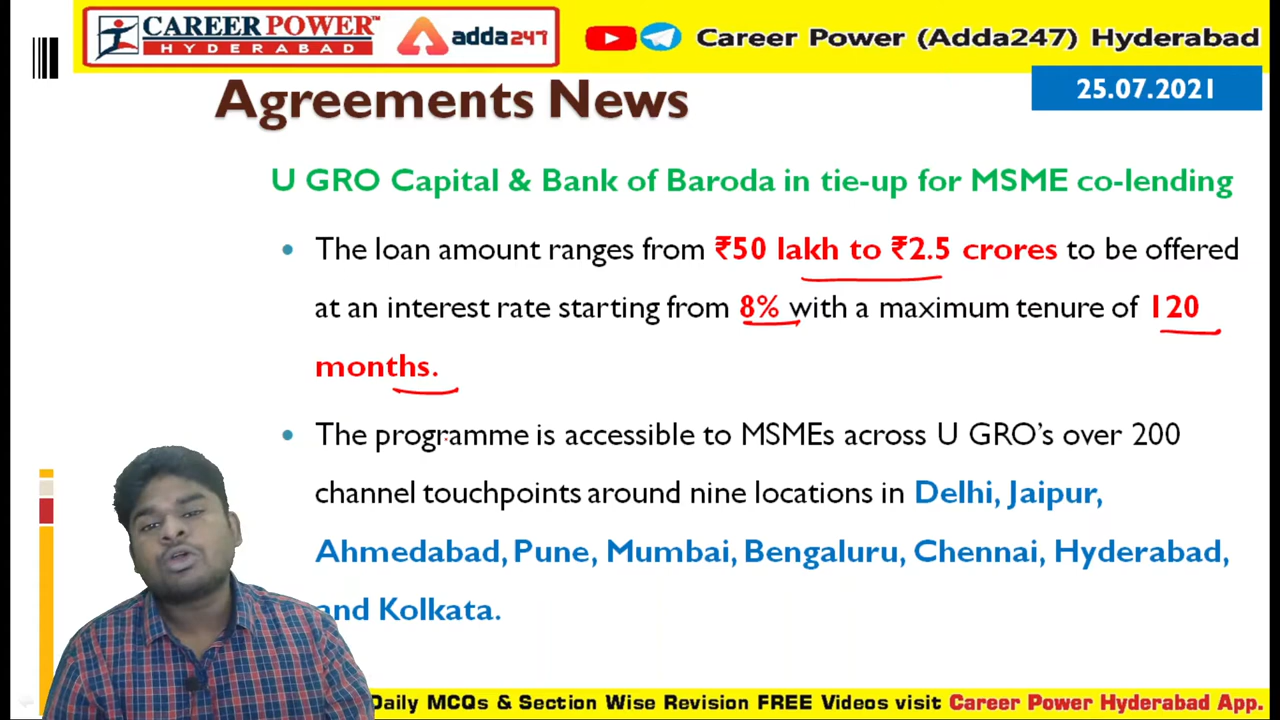 CAREER POWER™
HYDERABAD
adda247
Career Power (Adda247) Hyderabad
Agreements News
25.07.2021
U GRO Capital & Bank of Baroda in tie-up for MSME co-lending
• The loan amount ranges from ₹50 lakh to ₹2.5 crores to be offered
at an interest rate starting from 8% with a maximum tenure of 120
months.
• The programme is accessible to MSMEs across U GRO’s over 200
channel touchpoints around nine locations in Delhi, Jaipur,
Ahmedabad, Pune, Mumbai, Bengaluru, Chennai, Hyderabad,
and Kolkata.
Daily MCQs & Section Wise Revision FREE Videos visit Career Power Hyderabad App.